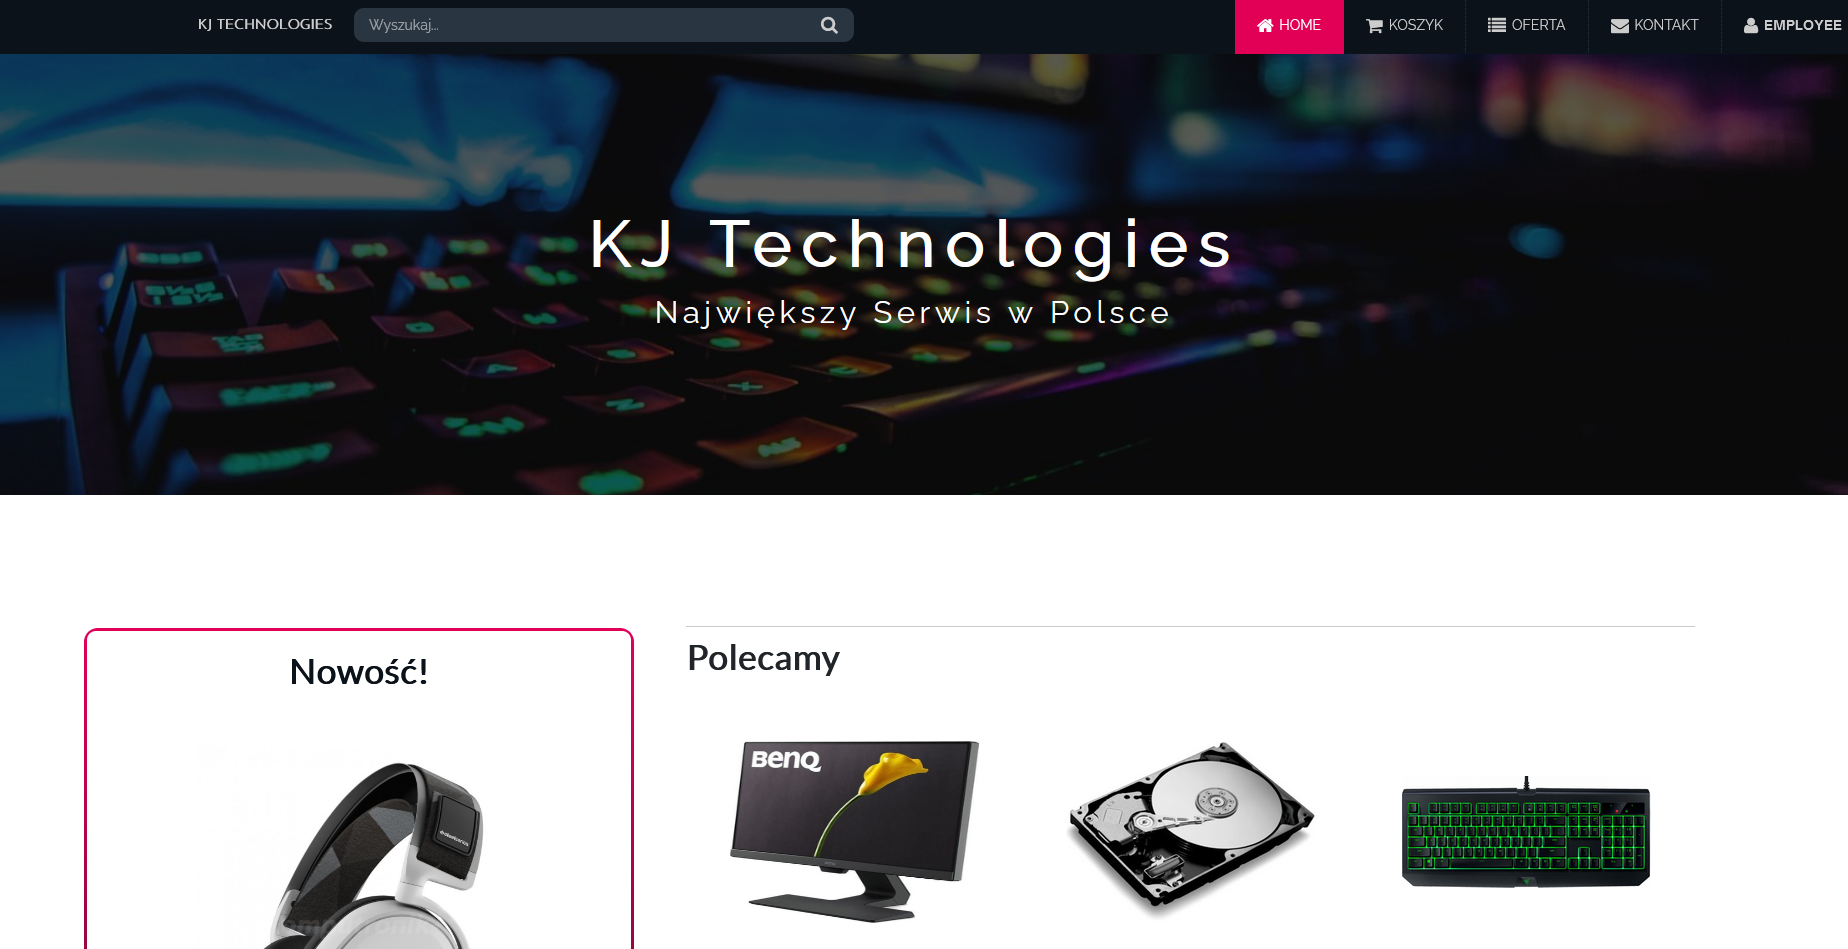 KJ TECHNOLOGIES
Wyszukaj...
HOME
KOSZYK
OFERTA
KONTAKT
EMPLOYEE
KJ Technologies
Największy Serwis w Polsce
Nowość!
Polecamy
BENQ